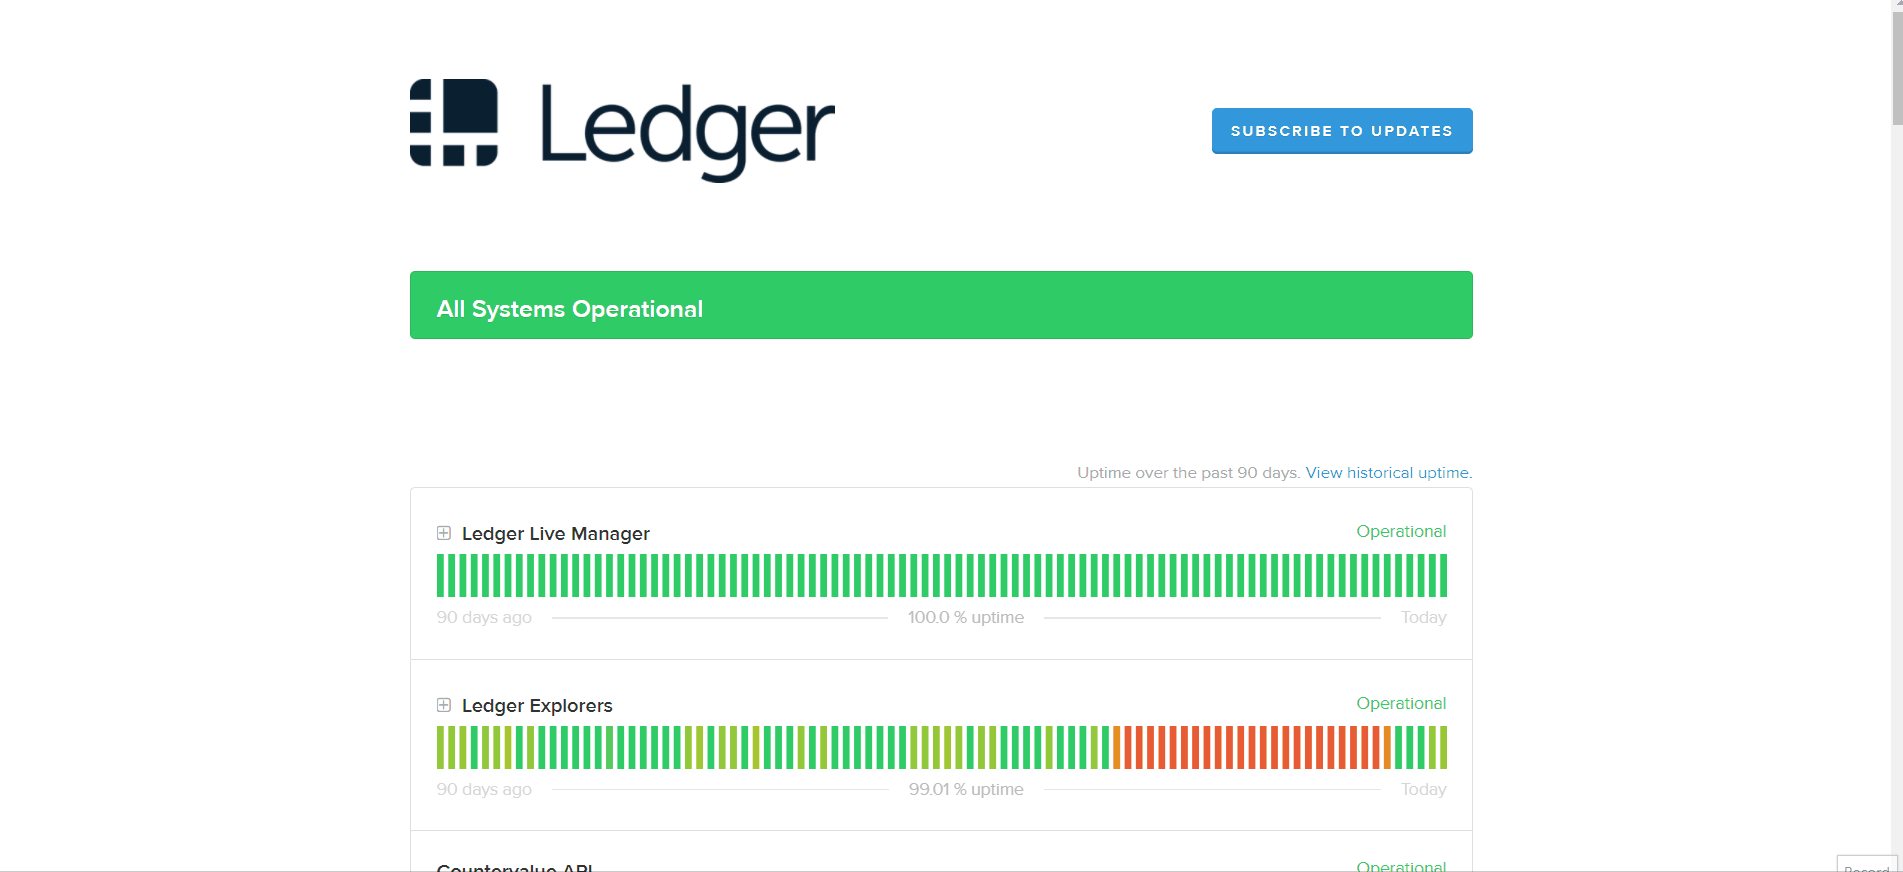 Ledger
SUBSCRIBE TO UPDATES
All Systems Operational
Uptime over the past 90 days. View historical uptime.
Ledger Live Manager
Operational
90 days ago
100.0 % uptime
Today
Ledger Explorers
Operational
90 days ago
99.01 % uptime
Today
Countervalue API
Operational
Record